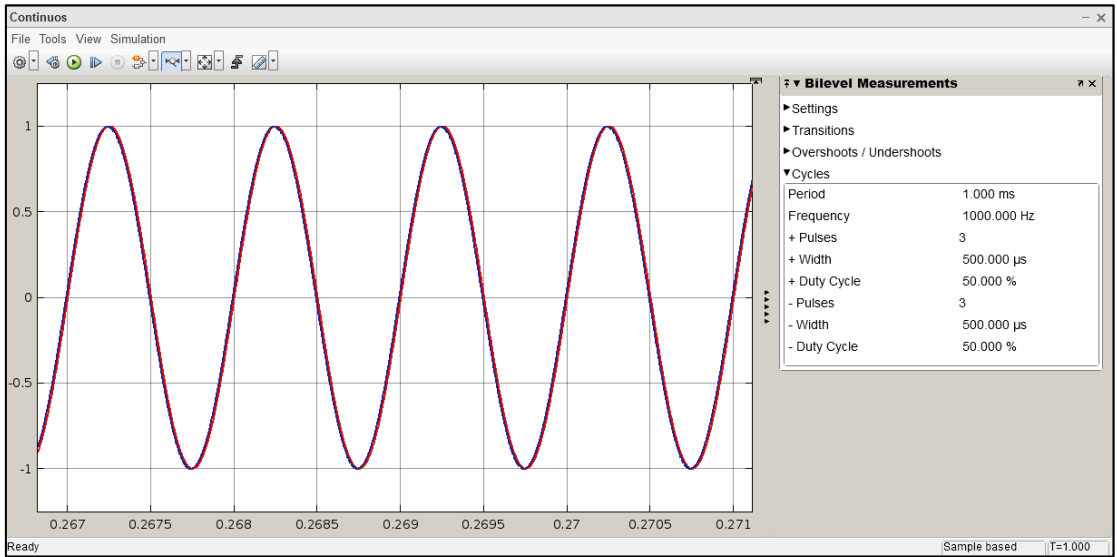 Continuos
File Tools View Simulation
Bilevel Measurements
Settings
Transitions
Overshoots / Undershoots
Cycles
Period 1.000 ms
Frequency 1000.000 Hz
+ Pulses 3
+ Width 500.000 µs
+ Duty Cycle 50.000 %
- Pulses 3
- Width 500.000 µs
- Duty Cycle 50.000 %
1
0.5
0
-0.5
-1
0.267 0.2675 0.268 0.2685 0.269 0.2695 0.27 0.2705 0.271
Ready Sample based T=1.000